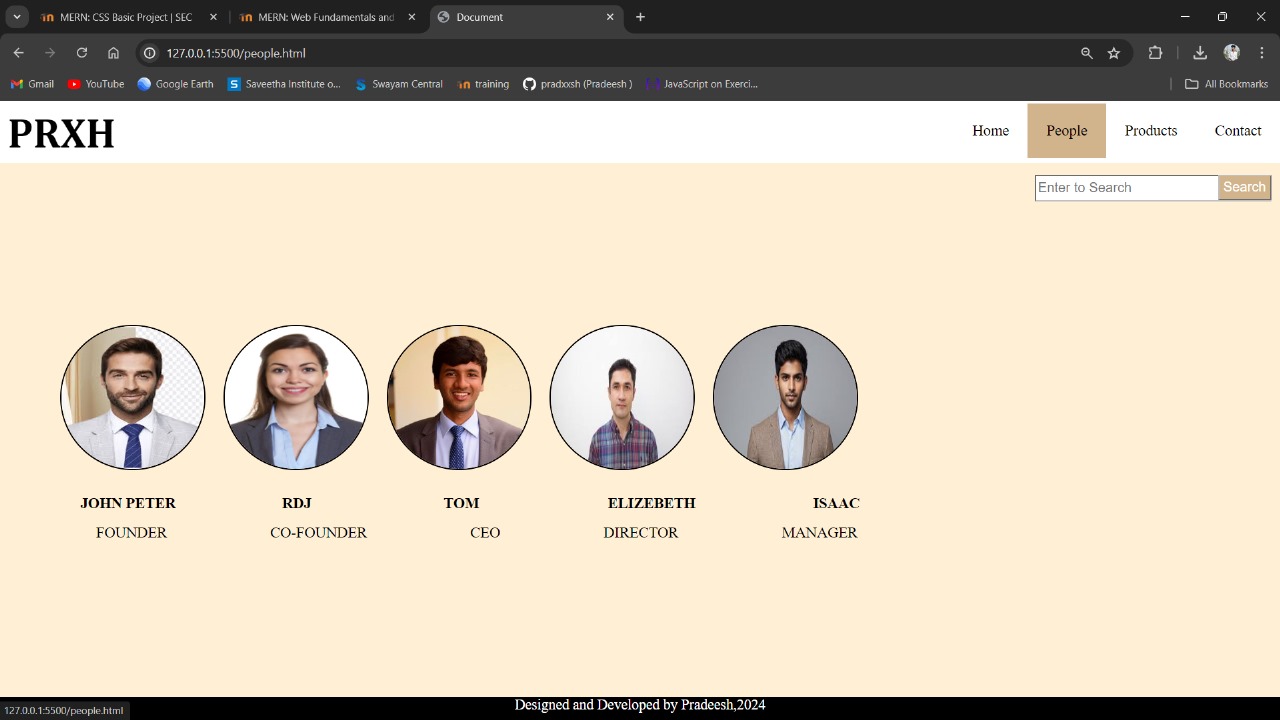 MERN: CSS Basic Project | SEC
MERN: Web Fundamentals and
Document
127.0.0.1:5500/people.html
Gmail
YouTube
Google Earth
Saveetha Institute o...
Swayam Central
training
pradxxsh (Pradeesh )
JavaScript on Exerci...
All Bookmarks
PRXH
Home
People
Products
Contact
Enter to Search
Search
JOHN PETER
RDJ
TOM
ELIZEBETH
ISAAC
FOUNDER
CO-FOUNDER
CEO
DIRECTOR
MANAGER
Designed and Developed by Pradeesh,2024
127.0.0.1:5500/people.html